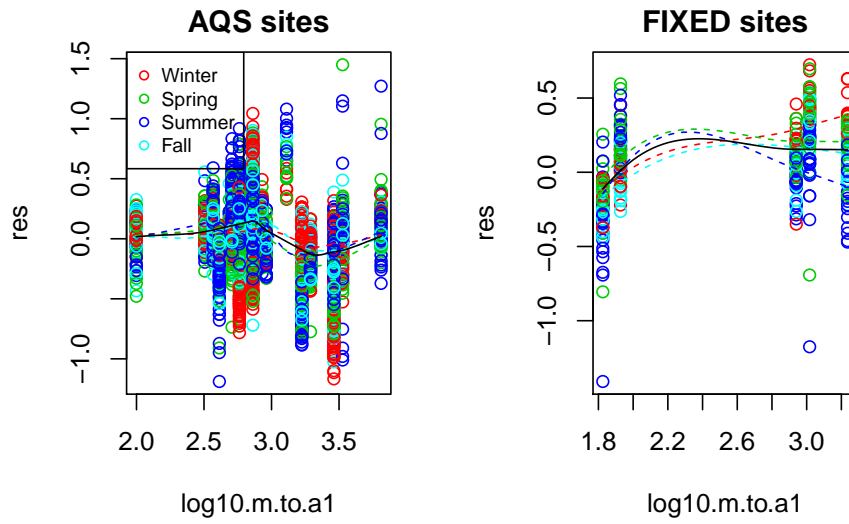 AQS sites
FIXED sites
Winter
Spring
Summer
Fall
res
−1.0
0.0
0.5
1.0
1.5
2.0
2.5
3.0
3.5
log10.m.to.a1
res
−1.0
−0.5
0.0
0.5
1.8
2.2
2.6
3.0
log10.m.to.a1